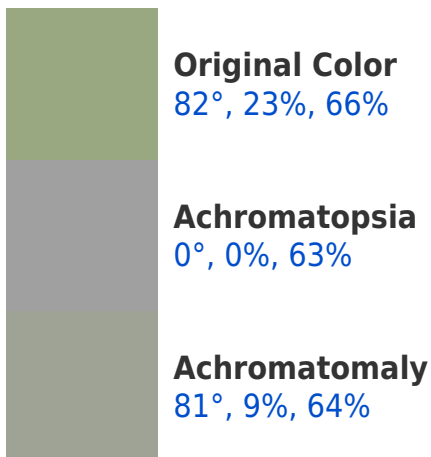 Original Color
82°, 23%, 66%
Achromatopsia
0°, 0%, 63%
Achromatomaly
81°, 9%, 64%